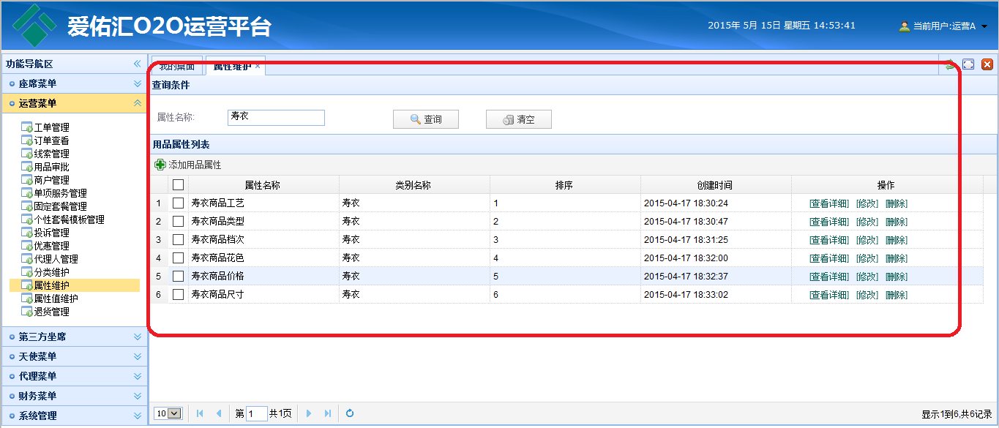 爱佑汇O2O运营平台
2015年 5月 15日 星期五 14:53:41
当前用户:运营A
功能导航区
座席菜单
运营菜单
工单管理
订单查看
线索管理
用品审批
商户管理
单项服务管理
固定套餐管理
个性套餐模板管理
投诉管理
优惠管理
代理人管理
分类维护
属性维护
属性值维护
退货管理
第三方坐席
天使菜单
代理菜单
财务菜单
系统管理
我的桌面 属性维护 ×
查询条件
属性名称: 寿衣 查询 清空
用品属性列表
添加用品属性
属性名称 类别名称 排序 创建时间 操作
1 寿衣商品工艺 寿衣 1 2015-04-17 18:30:24 [查看详细] [修改] [删除]
2 寿衣商品类型 寿衣 2 2015-04-17 18:30:47 [查看详细] [修改] [删除]
3 寿衣商品档次 寿衣 3 2015-04-17 18:31:25 [查看详细] [修改] [删除]
4 寿衣商品花色 寿衣 4 2015-04-17 18:32:00 [查看详细] [修改] [删除]
5 寿衣商品价格 寿衣 5 2015-04-17 18:32:37 [查看详细] [修改] [删除]
6 寿衣商品尺寸 寿衣 6 2015-04-17 18:33:02 [查看详细] [修改] [删除]
10 第 1 共1页 显示1到6,共6记录